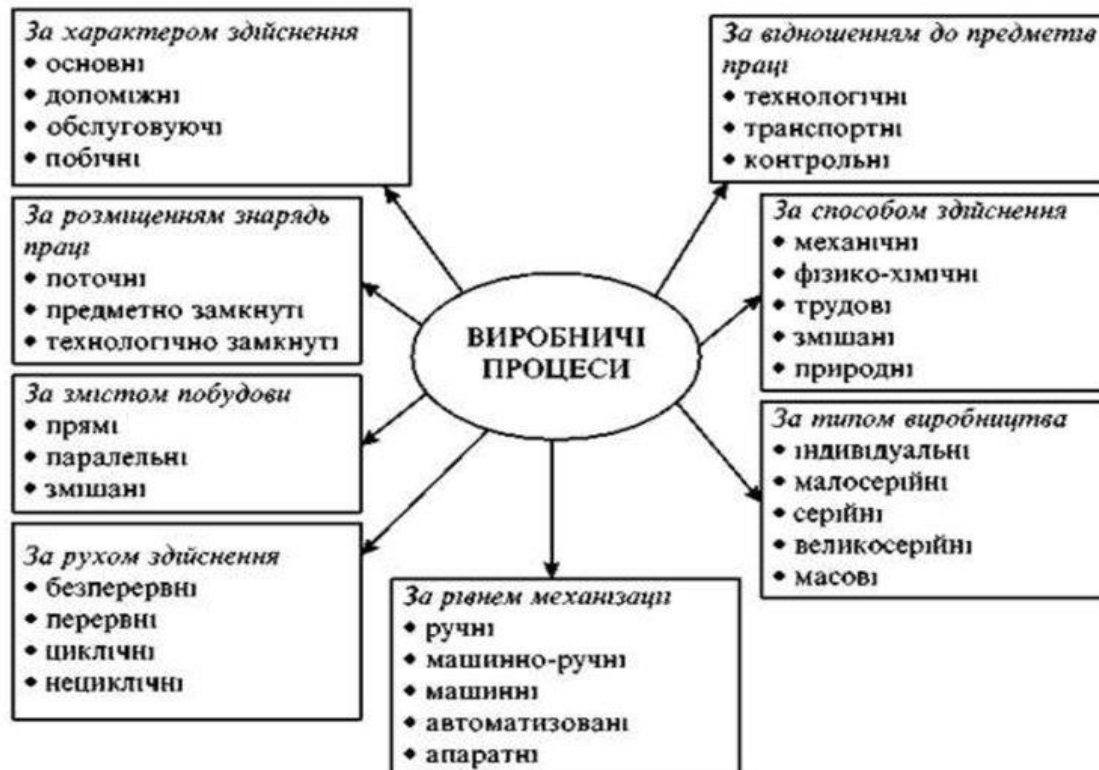 За характером здійснення
• основні
• допоміжні
• обслуговуючі
• побічні
За розміщенням знарядь
праці
• поточні
• предметно замкнуті
• технологічно замкнуті
За змістом побудови
• прямі
• паралельні
• змішані
За рухом здійснення
• безперервні
• перервні
• циклічні
• нециклічні
ВИРОБНИЧІ
ПРОЦЕСИ
За рівнем механізації
• ручні
• машинно-ручні
• машинні
• автоматизовані
• апаратні
За відношенням до предметів
праці
• технологічні
• транспортні
• контрольні
За способом здійснення
• механічні
• фізико-хімічні
• трудові
• змішані
• природні
За типом виробництва
• індивідуальні
• малосерійні
• серійні
• великосерійні
• масові